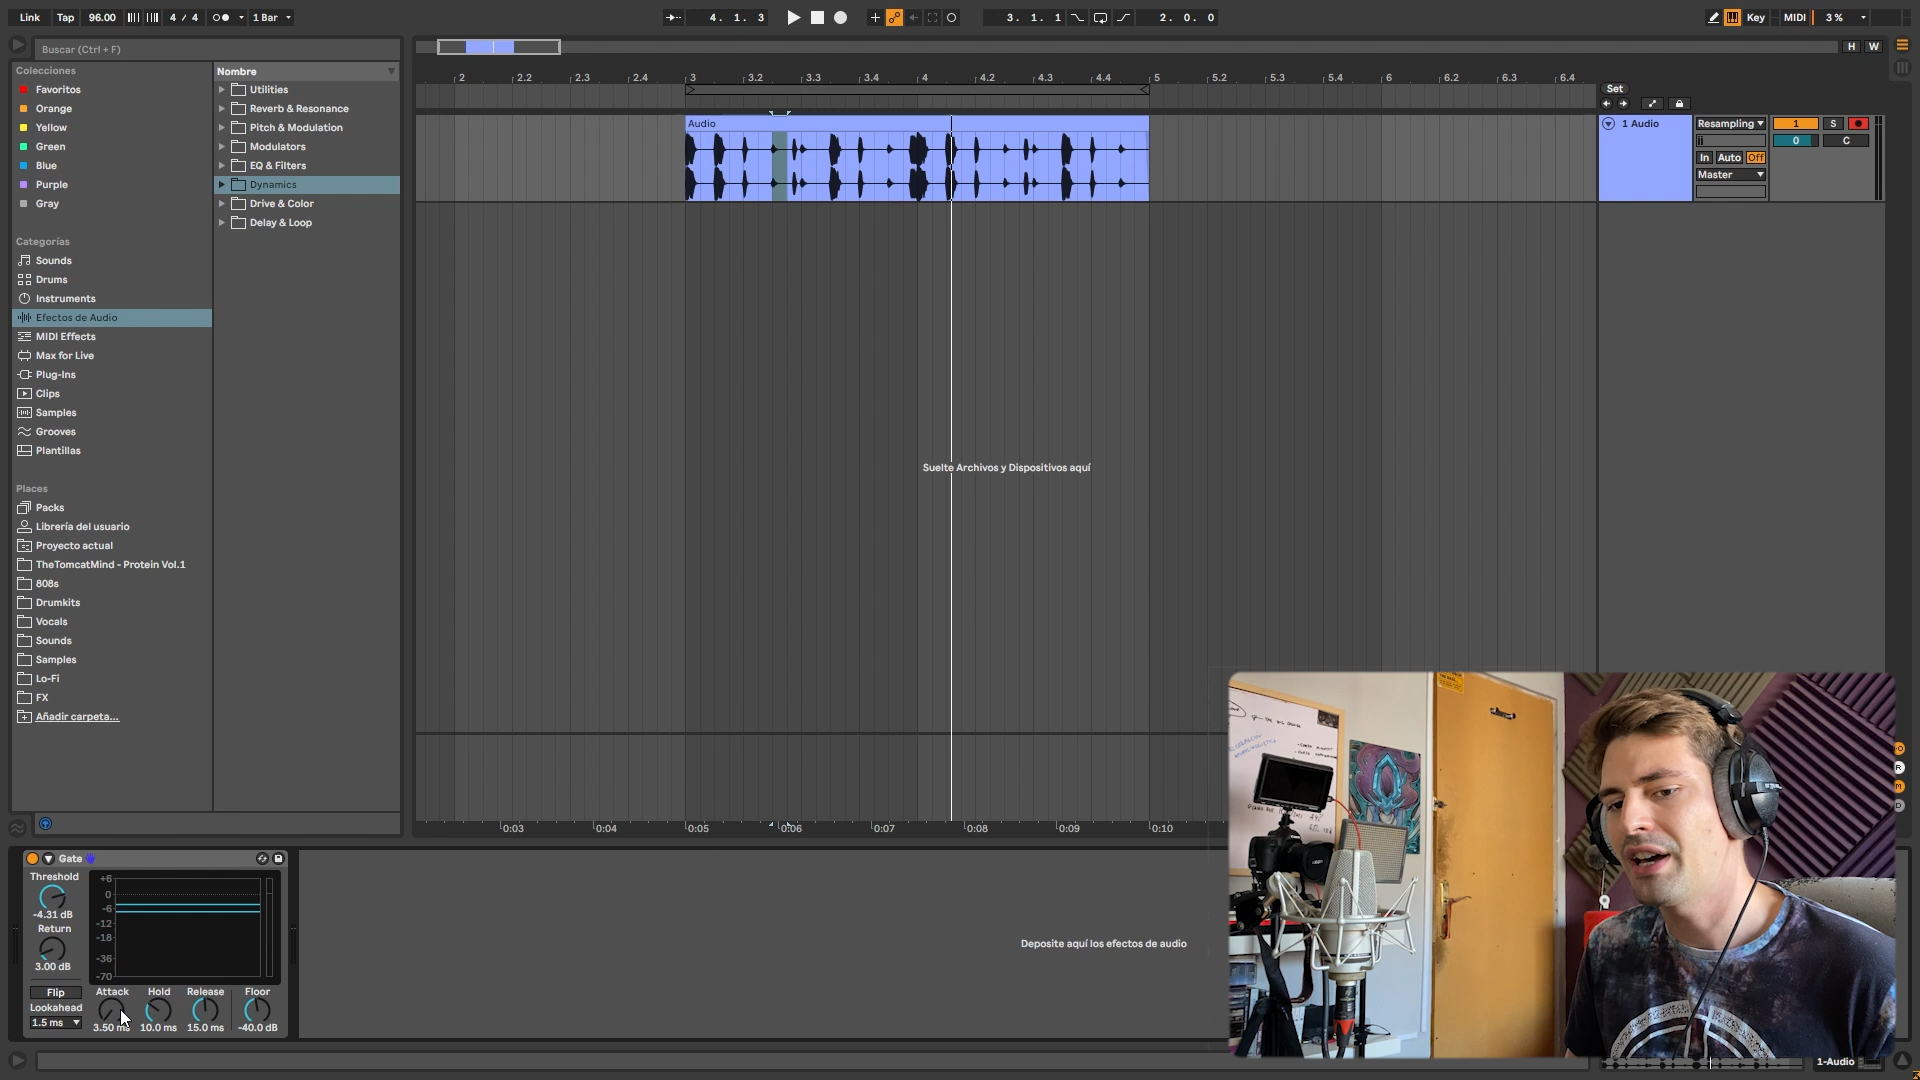 Link Tap 96.00 4 / 4 1 Bar 4. 1. 3 3. 1. 1 2. 0. 0 Key MIDI 3 %
Buscar (Ctrl + F)
H W
Colecciones
Favoritos
Orange
Yellow
Green
Blue
Purple
Gray
Categorías
Sounds
Drums
Instruments
Efectos de Audio
MIDI Effects
Max for Live
Plug-Ins
Clips
Samples
Grooves
Plantillas
Places
Packs
Librería del usuario
Proyecto actual
TheTomcatMind - Protein Vol.1
808s
Drumkits
Vocals
Sounds
Samples
Lo-Fi
FX
Añadir carpeta...
Nombre
Utilities
Reverb & Resonance
Pitch & Modulation
Modulators
EQ & Filters
Dynamics
Drive & Color
Delay & Loop
2 2.2 2.3 2.4 3 3.2 3.3 3.4 4 4.2 4.3 4.4 5 5.2 5.3 5.4 6 6.2 6.3 6.4
Set
Audio
1 Audio
Resampling
1 S
0 C
In Auto Off
Master
Suelte Archivos y Dispositivos aquí
0:03 0:04 0:05 0:06 0:07 0:08 0:09 0:10
Gate
Threshold
-4.31 dB
Return
3.00 dB
Flip
Lookahead
1.5 ms
+6
0
-6
-12
-18
-36
-70
Attack Hold Release Floor
3.50 ms 10.0 ms 15.0 ms -40.0 dB
Deposite aquí los efectos de audio
R
M
D
1-Audio